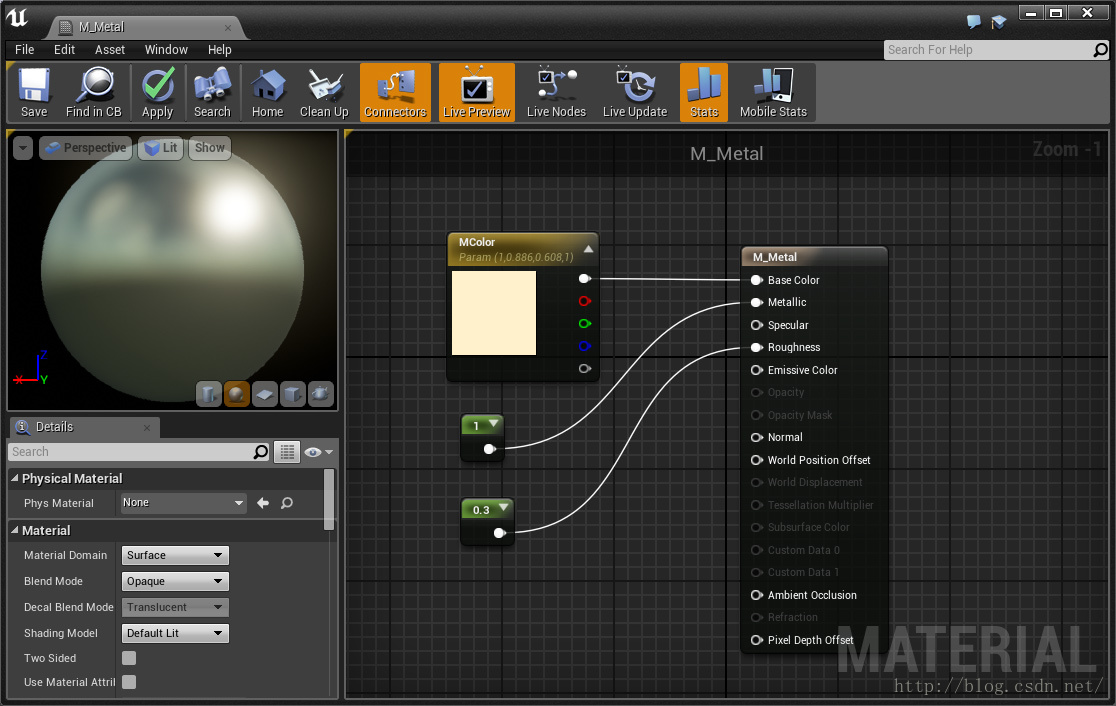 M_Metal
File Edit Asset Window Help
Search For Help
Save Find in CB Apply Search Home Clean Up Connectors Live Preview Live Nodes Live Update Stats Mobile Stats
Perspective Lit Show
M_Metal
Zoom -1
MColor
Param (1,0.886,0.608,1)
1
0.3
M_Metal
Base Color
Metallic
Specular
Roughness
Emissive Color
Opacity
Opacity Mask
Normal
World Position Offset
World Displacement
Tessellation Multiplier
Subsurface Color
Custom Data 0
Custom Data 1
Ambient Occlusion
Refraction
Pixel Depth Offset
MATERIAL
http://blog.csdn.net/
Z
X Y
Details
Search
Physical Material
Phys Material None
Material
Material Domain Surface
Blend Mode Opaque
Decal Blend Mode Translucent
Shading Model Default Lit
Two Sided
Use Material Attri